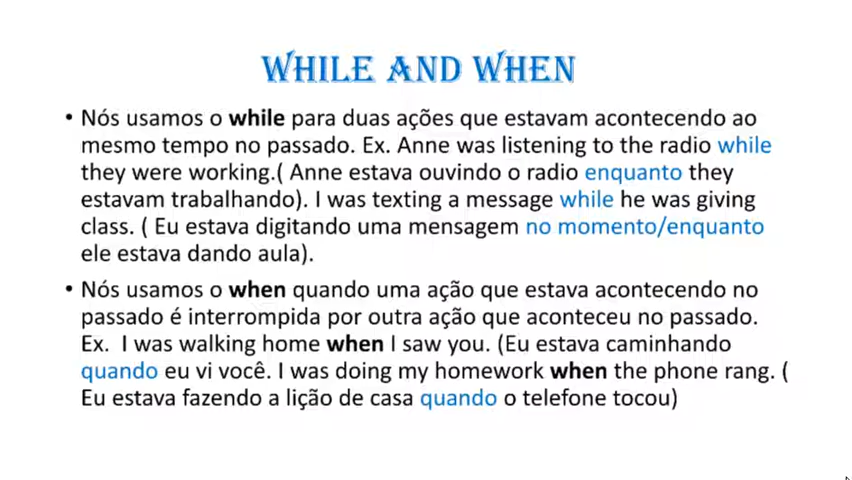 WHILE AND WHEN
• Nós usamos o while para duas ações que estavam acontecendo ao
mesmo tempo no passado. Ex. Anne was listening to the radio while
they were working.( Anne estava ouvindo o radio enquanto they
estavam trabalhando). I was texting a message while he was giving
class. ( Eu estava digitando uma mensagem no momento/enquanto
ele estava dando aula).
• Nós usamos o when quando uma ação que estava acontecendo no
passado é interrompida por outra ação que aconteceu no passado.
Ex.  I was walking home when I saw you. (Eu estava caminhando
quando eu vi você. I was doing my homework when the phone rang. (
Eu estava fazendo a lição de casa quando o telefone tocou)